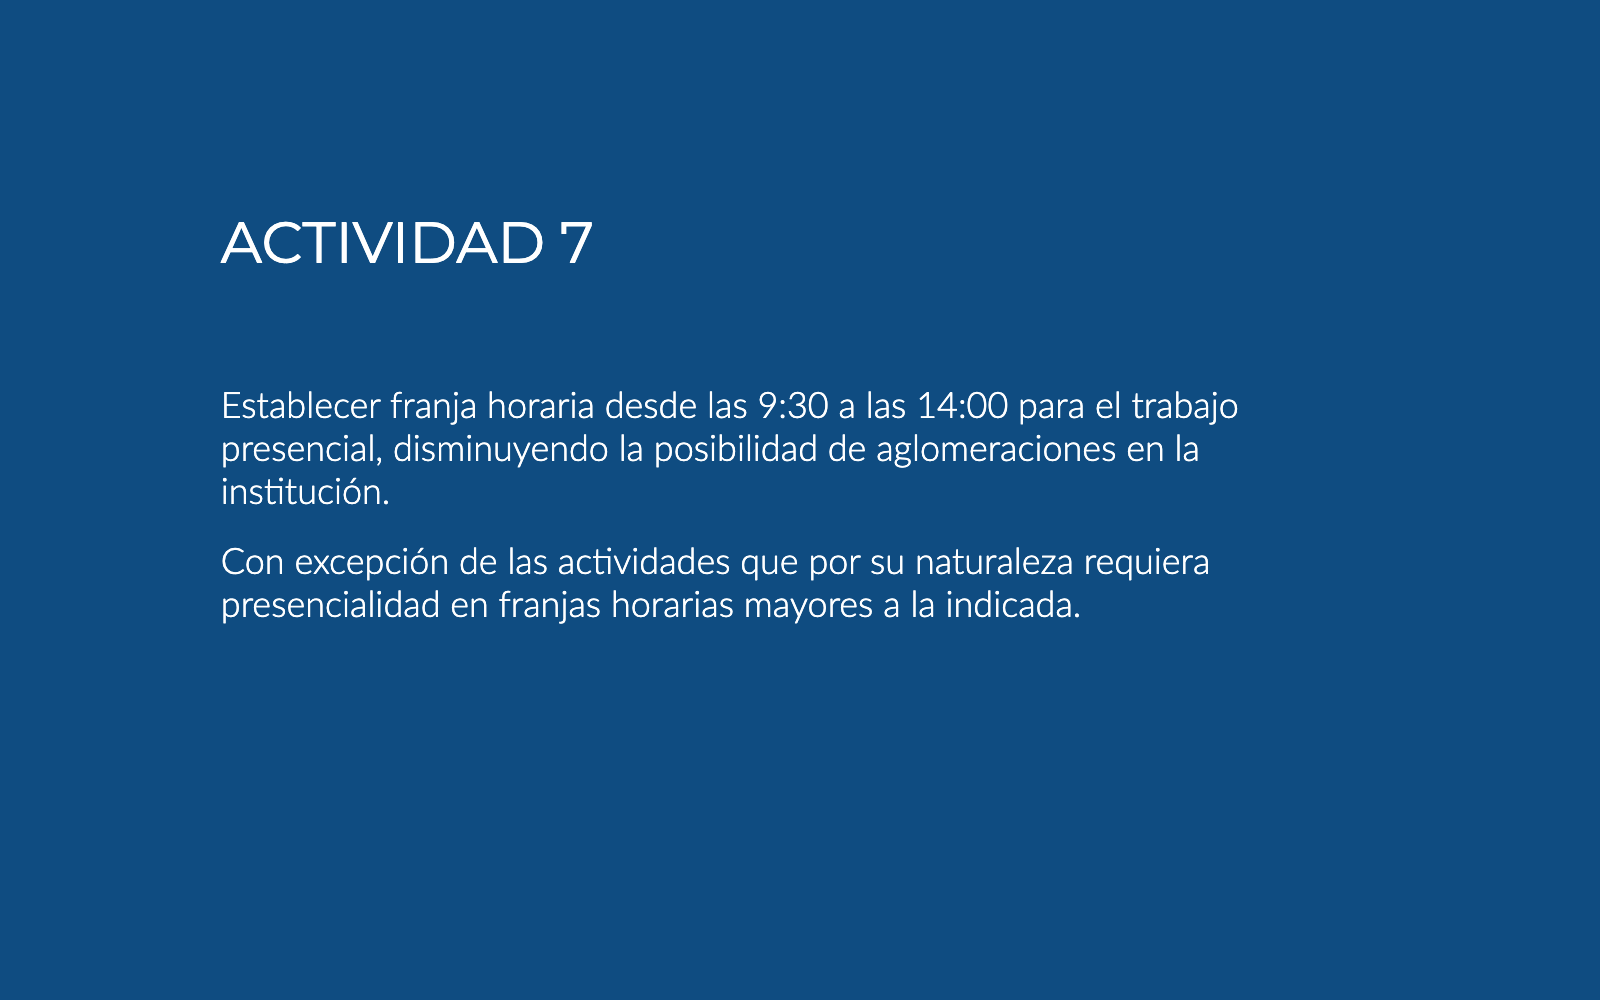 ACTIVIDAD 7
Establecer franja horaria desde las 9:30 a las 14:00 para el trabajo
presencial, disminuyendo la posibilidad de aglomeraciones en la
institución.
Con excepción de las actividades que por su naturaleza requiera
presencialidad en franjas horarias mayores a la indicada.